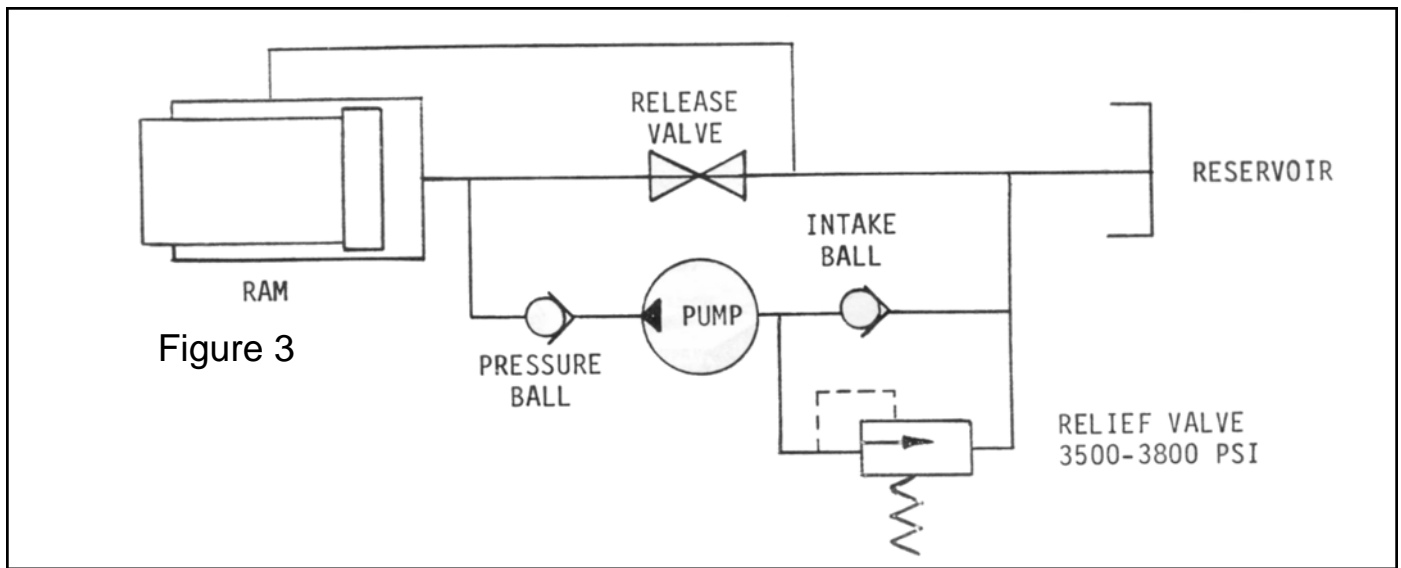 RELEASE
VALVE
RESERVOIR
INTAKE
BALL
RAM
PUMP
Figure 3
PRESSURE
BALL
RELIEF VALVE
3500-3800 PSI